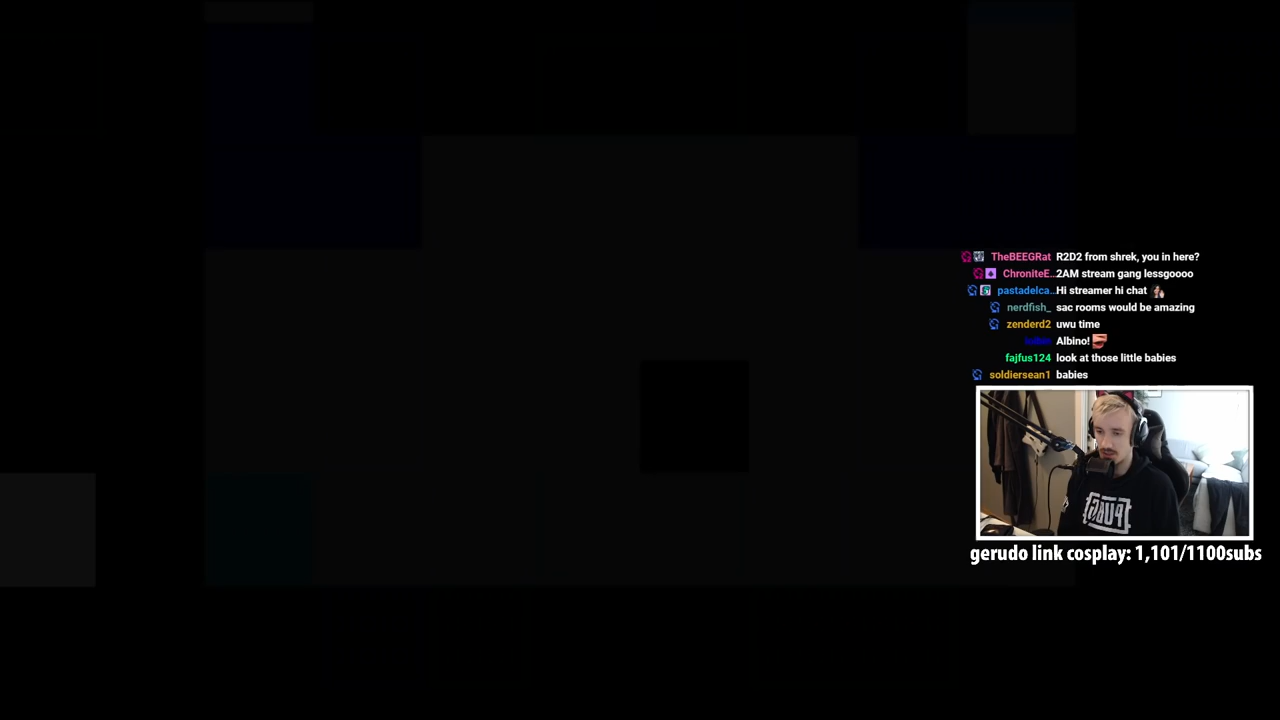 TheBEEGRat R2D2 from shrek, you in here?
ChroniteE... 2AM stream gang lessgoooo
pastadelca... Hi streamer hi chat
nerdfish_ sac rooms would be amazing
zenderd2 uwu time
Albino!
fajfus124 look at those little babies
soldiersean1 babies
PUBG
gerudo link cosplay: 1,101/1100subs